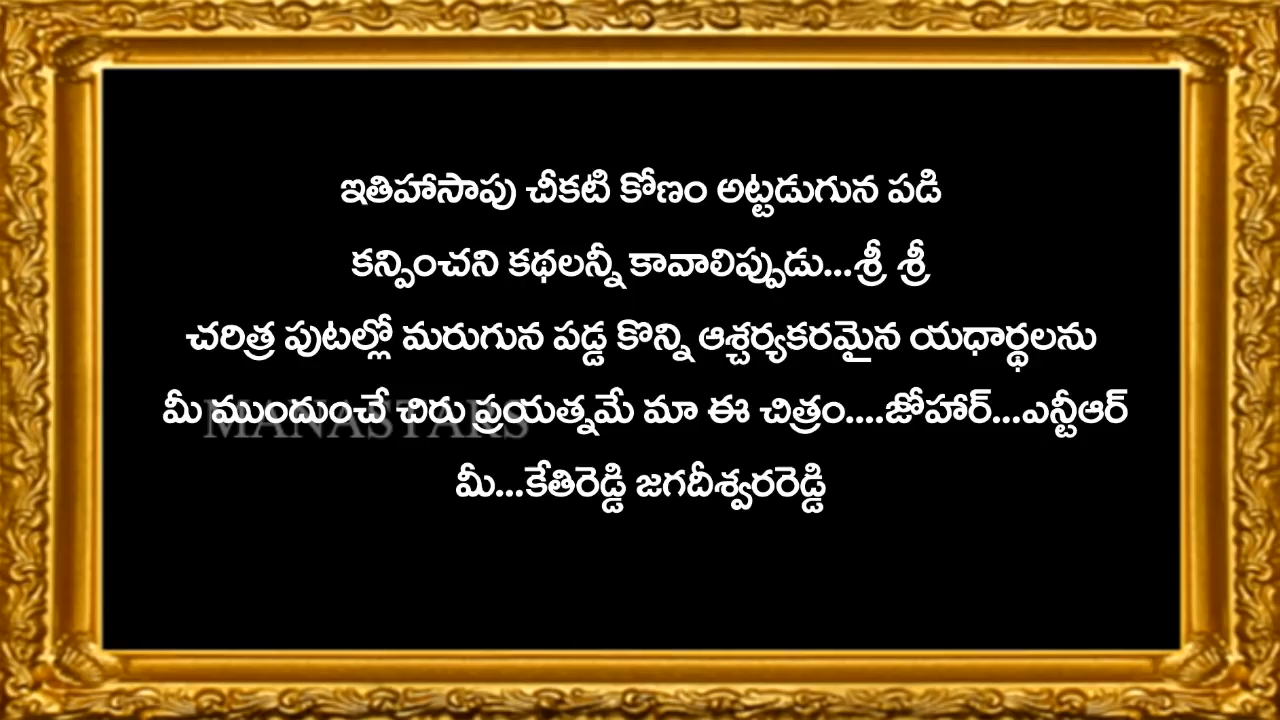 ఇతిహాసాపు చీకటి కోణం అట్టడుగున పడి
కన్పించని కథలన్నీ కావాలిప్పుడు...శ్రీ శ్రీ
చరిత్ర పుటల్లో మరుగున పడ్డ కొన్ని ఆశ్చర్యకరమైన యధార్థలను
మీ ముందుంచే చిరు ప్రయత్నమే మా ఈ చిత్రం....జోహార్...ఎన్టీఆర్
MANASTARS
మీ...కేతిరెడ్డి జగదీశ్వరరెడ్డి